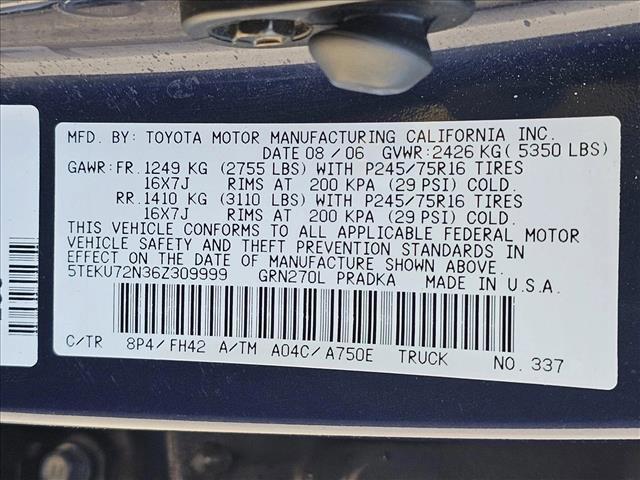 MFD. BY: TOYOTA MOTOR MANUFACTURING CALIFORNIA INC.
DATE 08 / 06 GVWR:2426 KG( 5350 LBS)
GAWR:FR.1249 KG (2755 LBS) WITH P245/75R16 TIRES
16X7J RIMS AT 200 KPA (29 PSI) COLD.
RR.1410 KG (3110 LBS) WITH P245/75R16 TIRES
16X7J RIMS AT 200 KPA (29 PSI) COLD.
THIS VEHICLE CONFORMS TO ALL APPLICABLE FEDERAL MOTOR
VEHICLE SAFETY AND THEFT PREVENTION STANDARDS IN
EFFECT ON THE DATE OF MANUFACTURE SHOWN ABOVE.
5TEKU72N36Z309999 GRN270L PRADKA MADE IN U.S.A.
C/TR 8P4/FH42 A/TM A04C/A750E TRUCK NO. 337